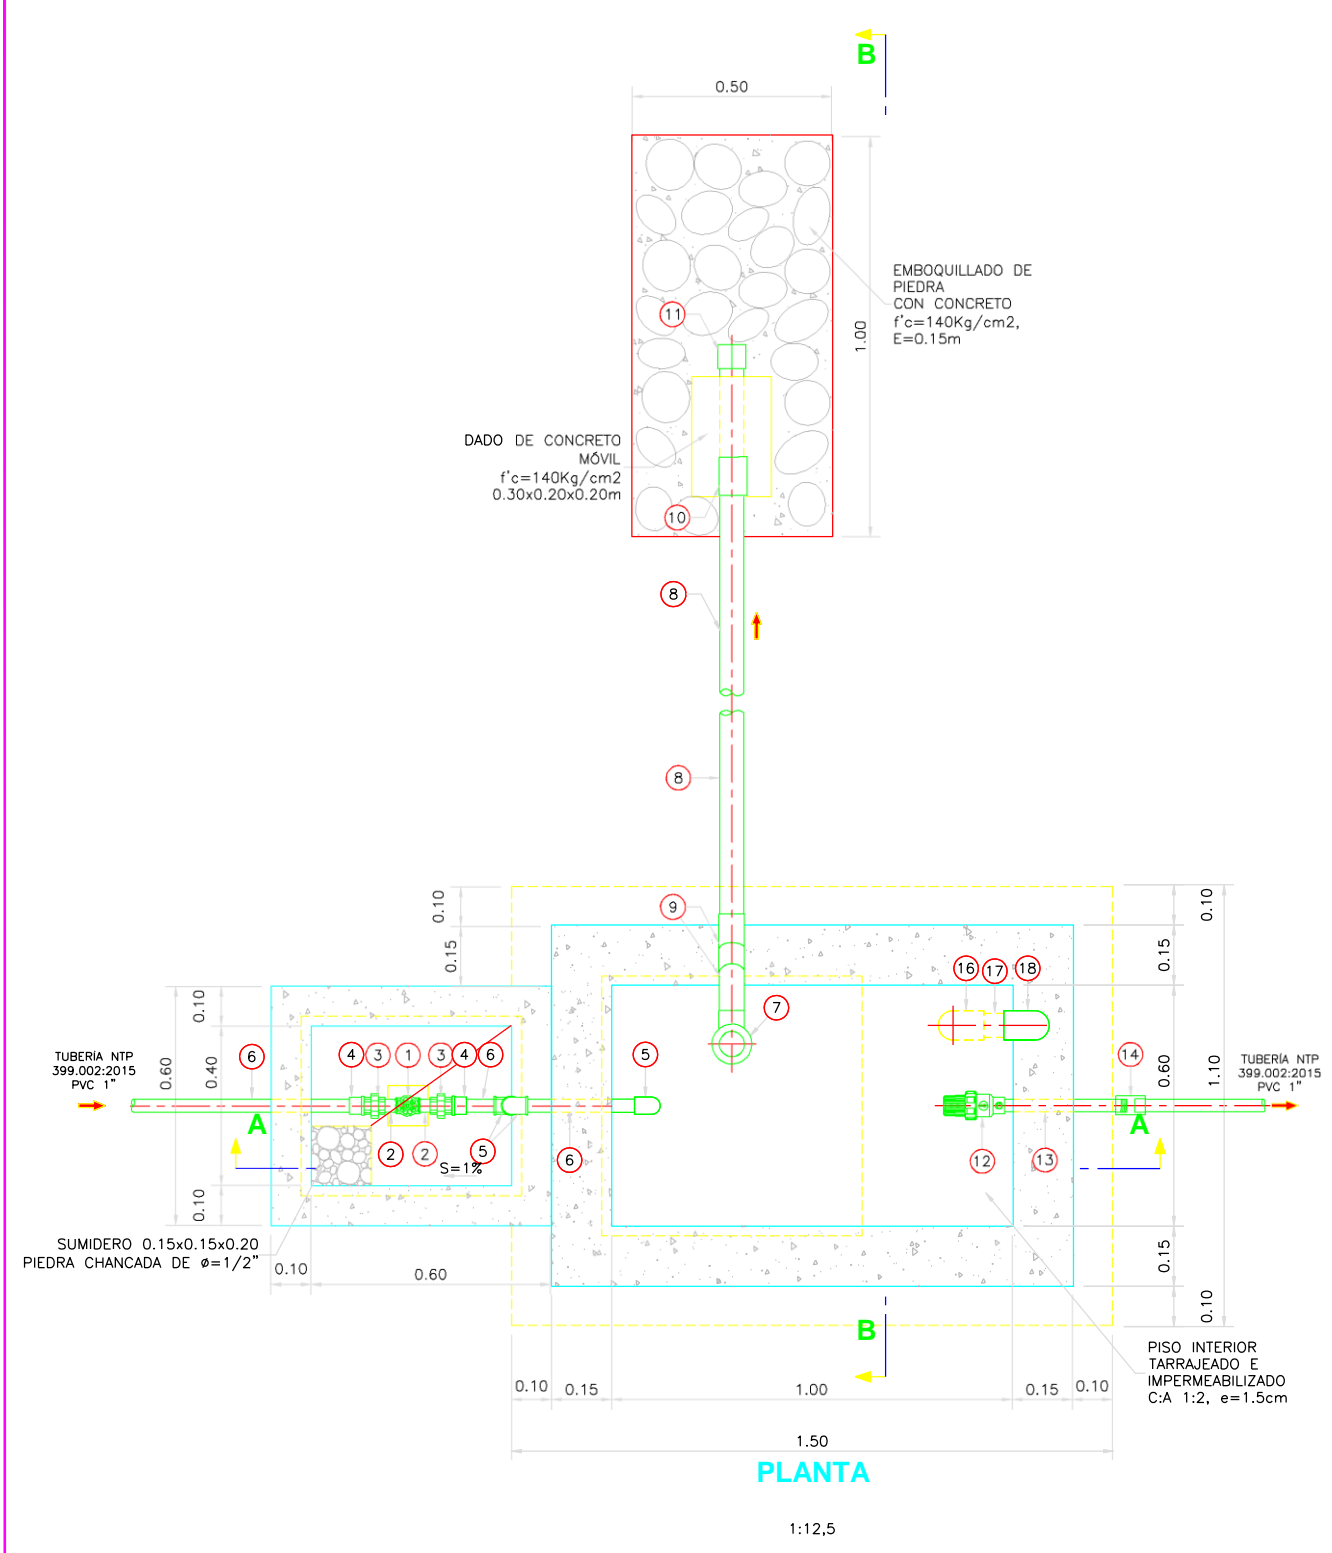 B
0.50
1.00
EMBOQUILLADO DE
PIEDRA
CON CONCRETO
f'c=140Kg/cm2,
E=0.15m
11
DADO DE CONCRETO
MÓVIL
f'c=140Kg/cm2
0.30x0.20x0.20m
10
8
8
9
0.10
0.15
0.10
0.15
16
17
18
7
0.10
0.60
0.40
0.10
TUBERÍA NTP
399.002:2015
PVC 1"
6
4
3
1
3
4
6
5
14
0.60
1.10
TUBERÍA NTP
399.002:2015
PVC 1"
A
A
2
2
5
6
12
13
S=1%
SUMIDERO 0.15x0.15x0.20
PIEDRA CHANCADA DE ø=1/2"
0.10
0.60
0.15
0.10
B
PISO INTERIOR
TARRAJEADO E
IMPERMEABILIZADO
C:A 1:2, e=1.5cm
0.10
0.15
1.00
0.15
0.10
1.50
PLANTA
1:12,5